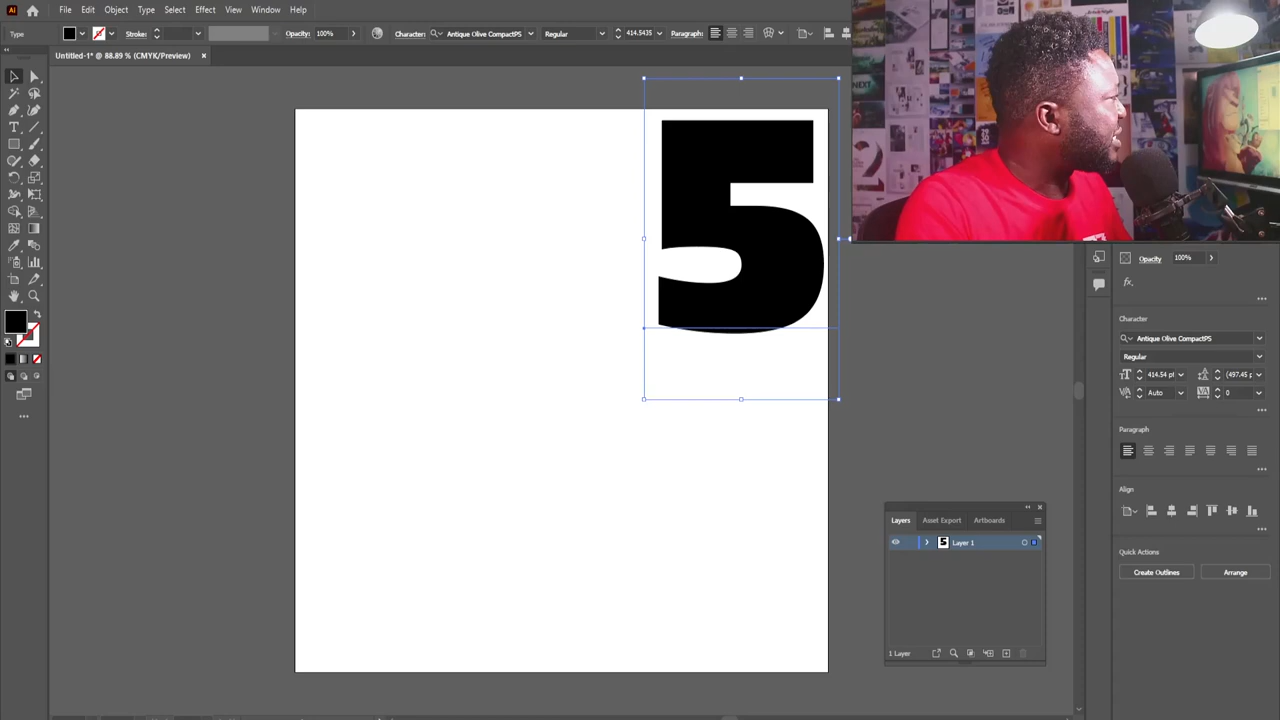 Ai File Edit Object Type Select Effect View Window Help
Type Stroke: Opacity: 100% Character: Antique Olive CompactPS Regular 414.5435 Paragraph:
Untitled-1* @ 88.89 % (CMYK/Preview) ×
5
NEXT
Opacity 100%
fx
Character
Antique Olive CompactPS
Regular
414.54 pt (497.45 p
Auto 0
Paragraph
Align
Quick Actions
Create Outlines Arrange
Layers Asset Export Artboards
5 Layer 1
1 Layer